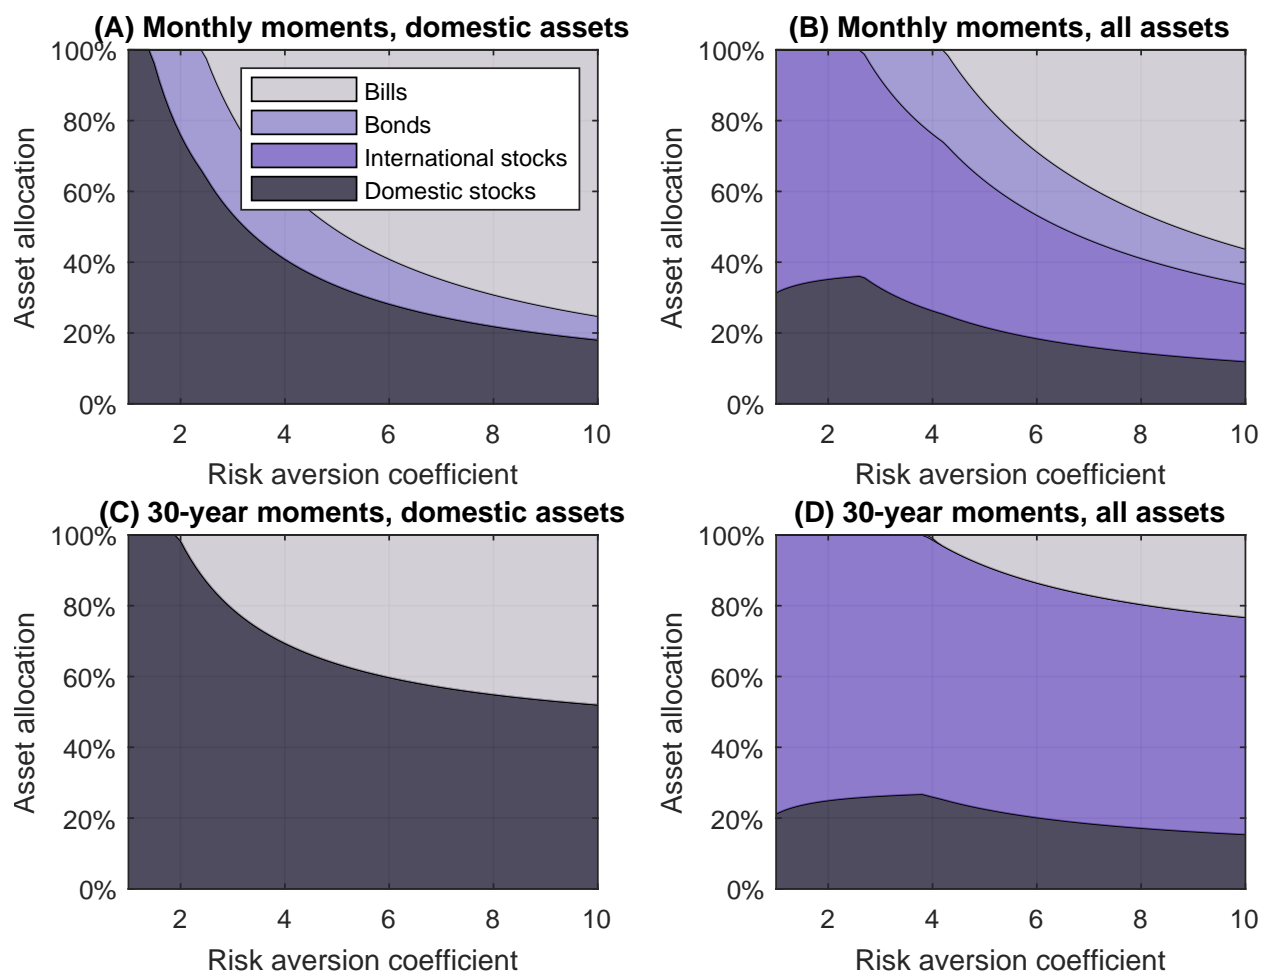 (A) Monthly moments, domestic assets
100%
80%
60%
40%
20%
0%
Asset allocation
Bills
Bonds
International stocks
Domestic stocks
2 4 6 8 10
Risk aversion coefficient
(B) Monthly moments, all assets
100%
80%
60%
40%
20%
0%
Asset allocation
2 4 6 8 10
Risk aversion coefficient
(C) 30-year moments, domestic assets
100%
80%
60%
40%
20%
0%
Asset allocation
2 4 6 8 10
Risk aversion coefficient
(D) 30-year moments, all assets
100%
80%
60%
40%
20%
0%
Asset allocation
2 4 6 8 10
Risk aversion coefficient